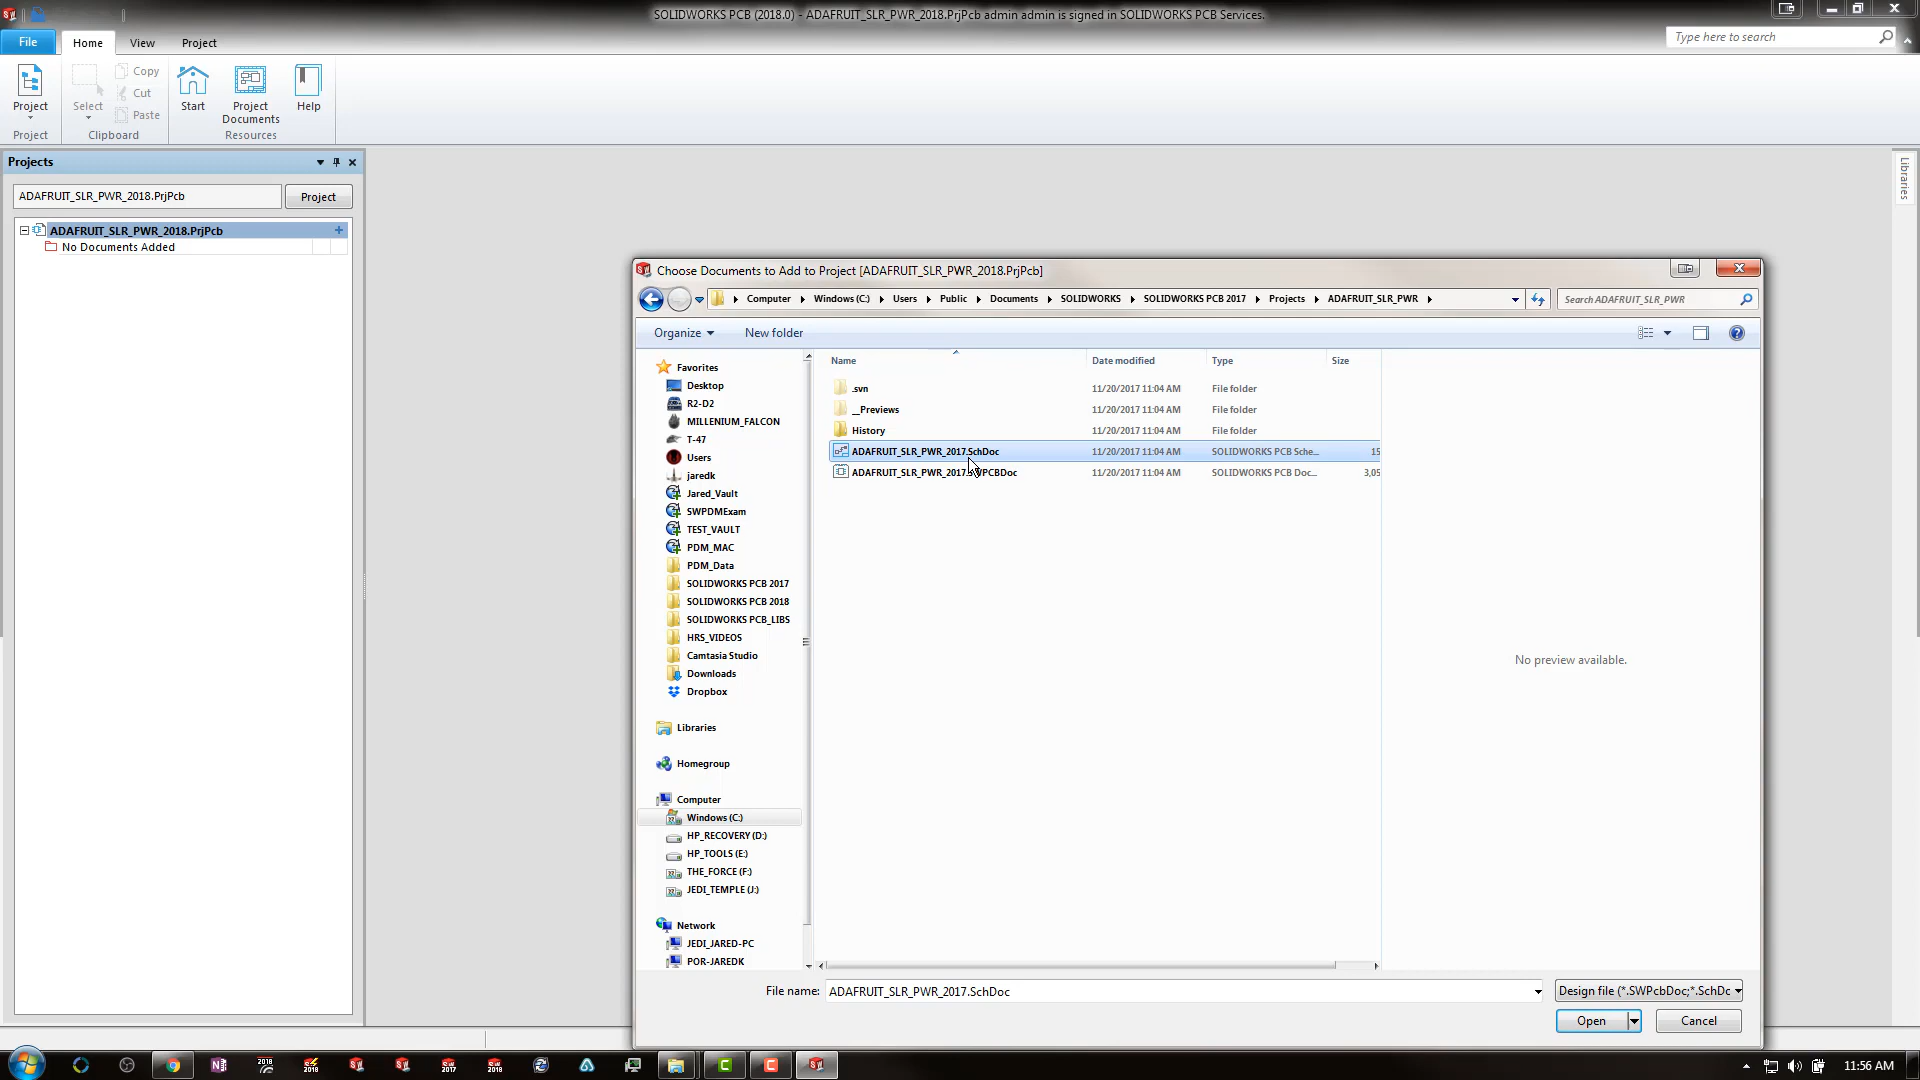 SOLIDWORKS PCB (2018.0) - ADAFRUIT_SLR_PWR_2018.PrjPcb admin admin is signed in SOLIDWORKS PCB Services.
File Home View Project
Type here to search
Copy
Cut
Paste
Project Select Start Project Documents Help
Project Clipboard Resources
Projects
Libraries
ADAFRUIT_SLR_PWR_2018.PrjPcb Project
ADAFRUIT_SLR_PWR_2018.PrjPcb
No Documents Added
Choose Documents to Add to Project [ADAFRUIT_SLR_PWR_2018.PrjPcb]
Computer Windows (C:) Users Public Documents SOLIDWORKS SOLIDWORKS PCB 2017 Projects ADAFRUIT_SLR_PWR Search ADAFRUIT_SLR_PWR
Organize New folder
Name Date modified Type Size
.svn 11/20/2017 11:04 AM File folder
__Previews 11/20/2017 11:04 AM File folder
History 11/20/2017 11:04 AM File folder
ADAFRUIT_SLR_PWR_2017.SchDoc 11/20/2017 11:04 AM SOLIDWORKS PCB Sche... 15
ADAFRUIT_SLR_PWR_2017. PCBDoc 11/20/2017 11:04 AM SOLIDWORKS PCB Doc... 3,05
Favorites
Desktop
R2-D2
MILLENIUM_FALCON
T-47
Users
jaredk
Jared_Vault
SWPDMExam
TEST_VAULT
PDM_MAC
PDM_Data
SOLIDWORKS PCB 2017
SOLIDWORKS PCB 2018
SOLIDWORKS PCB_LIBS
HRS_VIDEOS
Camtasia Studio
Downloads
Dropbox
Libraries
Homegroup
Computer
Windows (C:)
HP_RECOVERY (D:)
HP_TOOLS (E:)
THE_FORCE (F:)
JEDI_TEMPLE (J:)
Network
JEDI_JARED-PC
POR-JAREDK
No preview available.
File name: ADAFRUIT_SLR_PWR_2017.SchDoc Design file (*.SWPcbDoc;*.SchDc
Open Cancel
11:56 AM